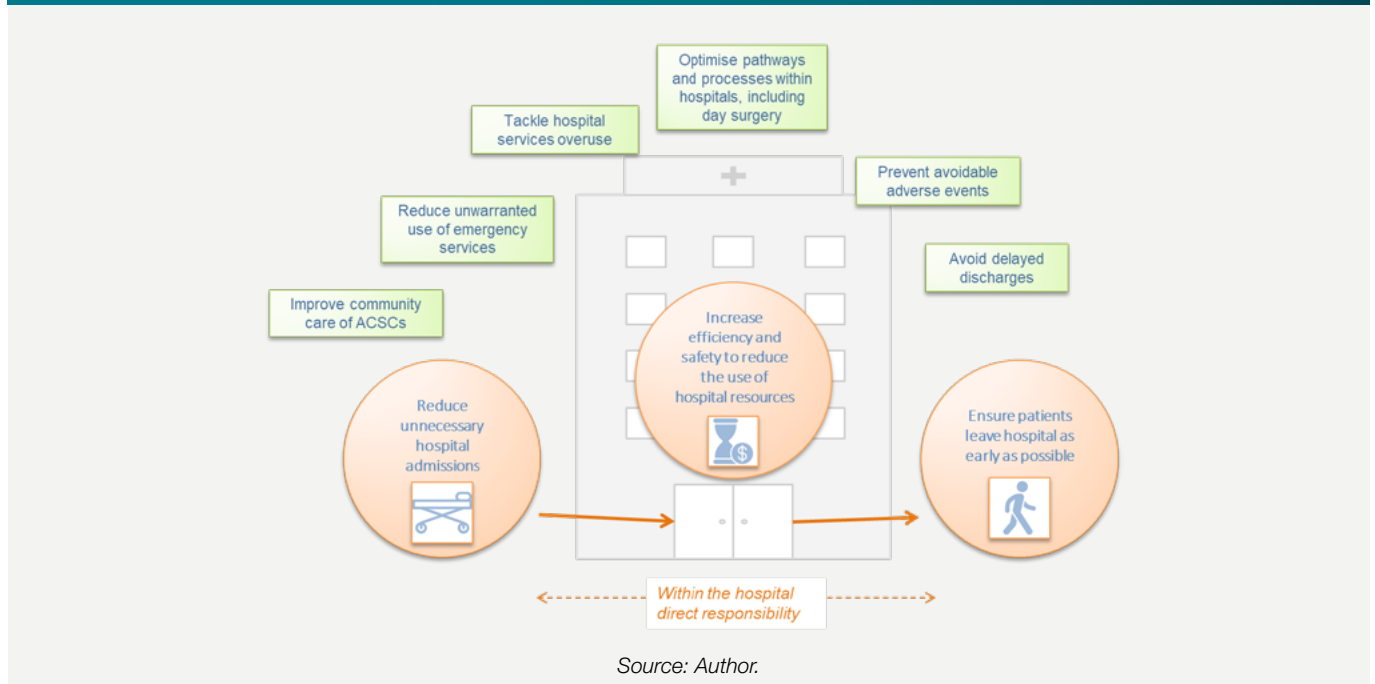 Optimise pathways
and processes within
hospitals, including
day surgery
Tackle hospital
services overuse
Prevent avoidable
adverse events
Reduce unwarranted
use of emergency
services
Avoid delayed
discharges
Improve community
care of ACSCs
Increase
efficiency and
safety to reduce
the use of
hospital resources
$
Reduce
unnecessary
hospital
admissions
Ensure patients
leave hospital as
early as possible
Within the hospital
direct responsibility
Source: Author.